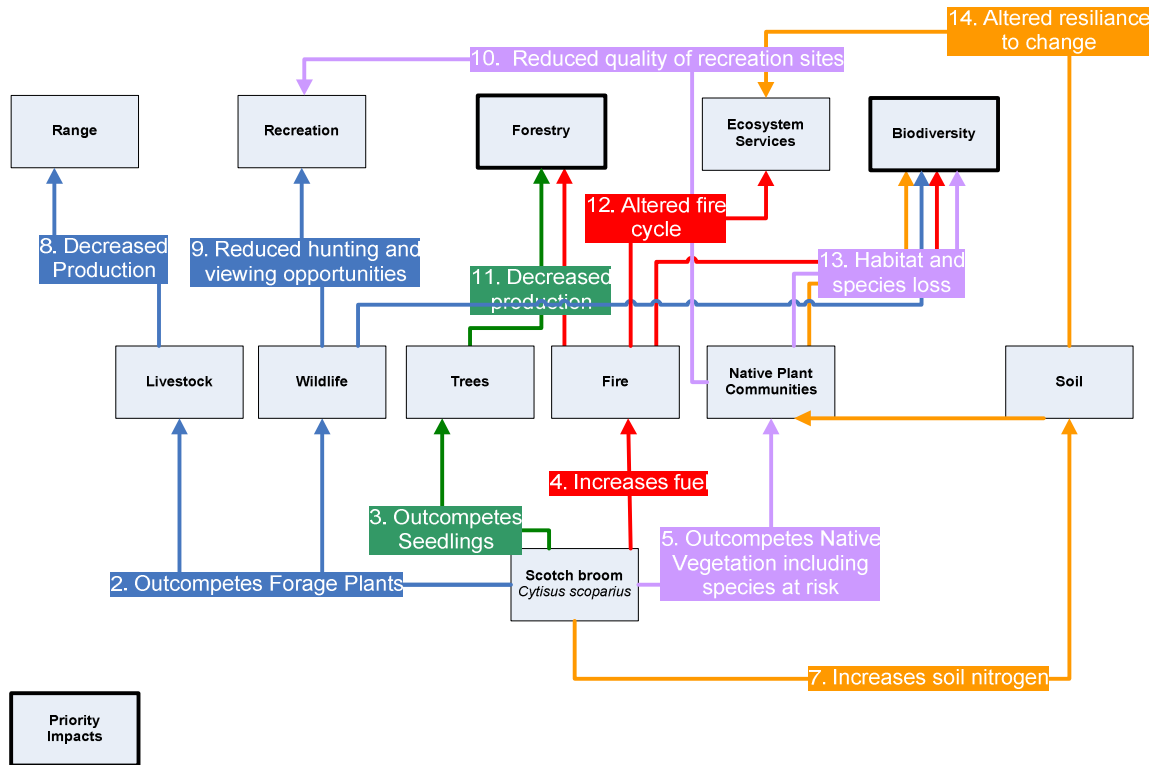 14. Altered resiliance
to change
10.  Reduced quality of recreation sites
Range
Recreation
Forestry
Ecosystem
Services
Biodiversity
12. Altered fire
cycle
8. Decreased
Production
9. Reduced hunting and
viewing opportunities
11. Decreased
production
13. Habitat and
species loss
Livestock
Wildlife
Trees
Fire
Native Plant
Communities
Soil
4. Increases fuel
3. Outcompetes
Seedlings
5. Outcompetes Native
Vegetation including
species at risk
2. Outcompetes Forage Plants
Scotch broom
Cytisus scoparius
7. Increases soil nitrogen
Priority
Impacts